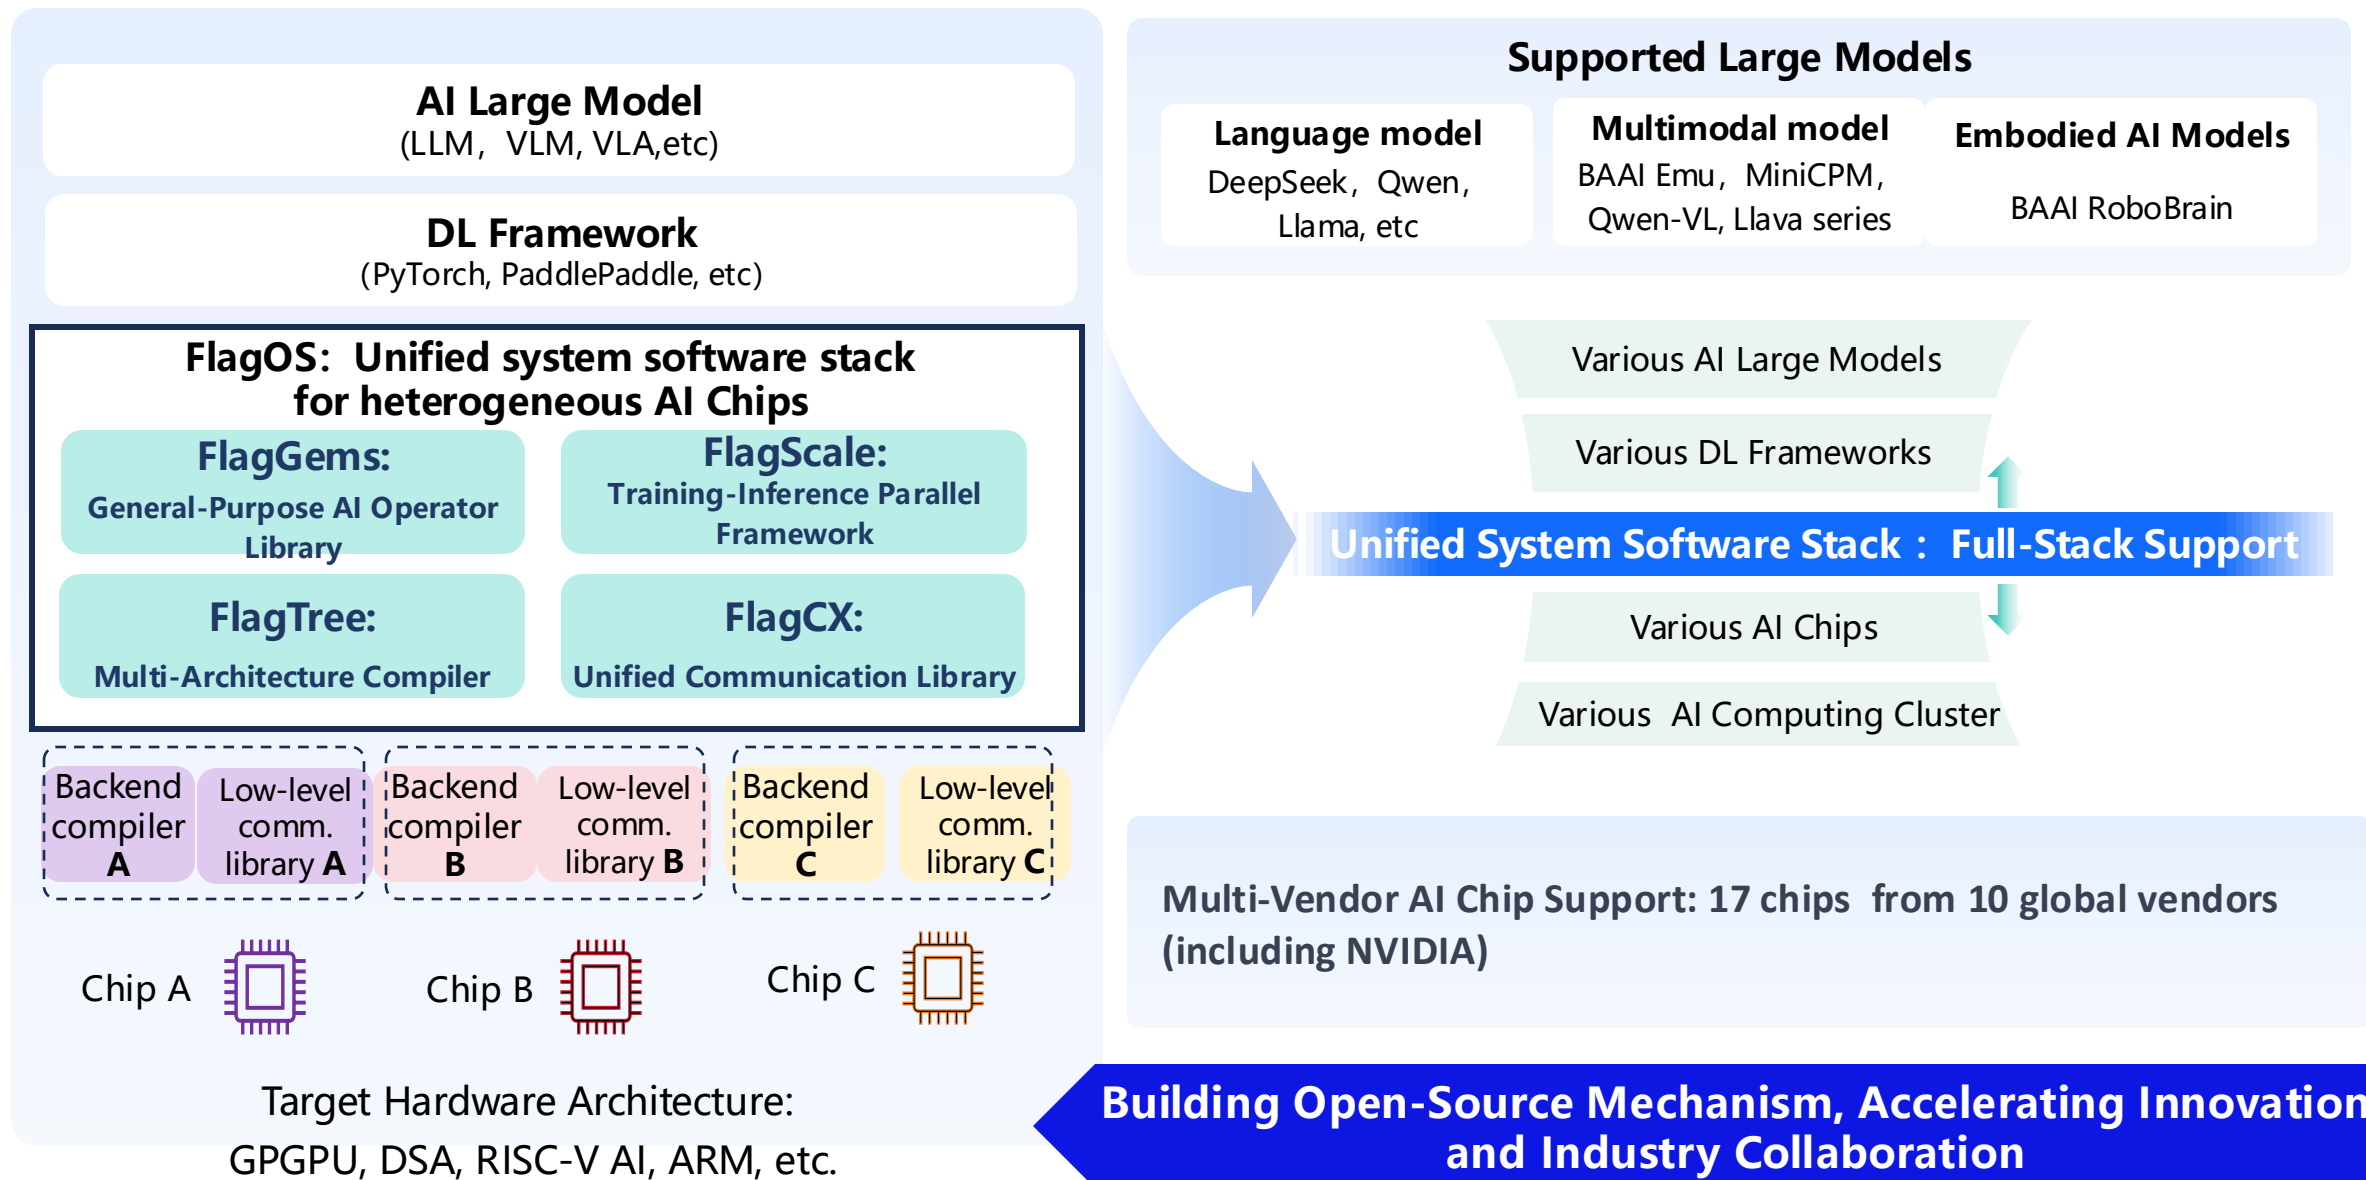 AI Large Model
(LLM, VLM, VLA,etc)
DL Framework
(PyTorch, PaddlePaddle, etc)
FlagOS: Unified system software stack
for heterogeneous AI Chips
FlagGems:
General-Purpose AI Operator
Library
FlagScale:
Training-Inference Parallel
Framework
FlagTree:
Multi-Architecture Compiler
FlagCX:
Unified Communication Library
Backend
compiler
A
Low-level
comm.
library A
Backend
compiler
B
Low-level
comm.
library B
Backend
compiler
C
Low-level
comm.
library C
Chip A
Chip B
Chip C
Target Hardware Architecture:
GPGPU, DSA, RISC-V AI, ARM, etc.
Supported Large Models
Language model
DeepSeek, Qwen,
Llama, etc
Multimodal model
BAAI Emu, MiniCPM,
Qwen-VL, Llava series
Embodied AI Models
BAAI RoboBrain
Various AI Large Models
Various DL Frameworks
Unified System Software Stack : Full-Stack Support
Various AI Chips
Various AI Computing Cluster
Multi-Vendor AI Chip Support: 17 chips from 10 global vendors
(including NVIDIA)
Building Open-Source Mechanism, Accelerating Innovation
and Industry Collaboration